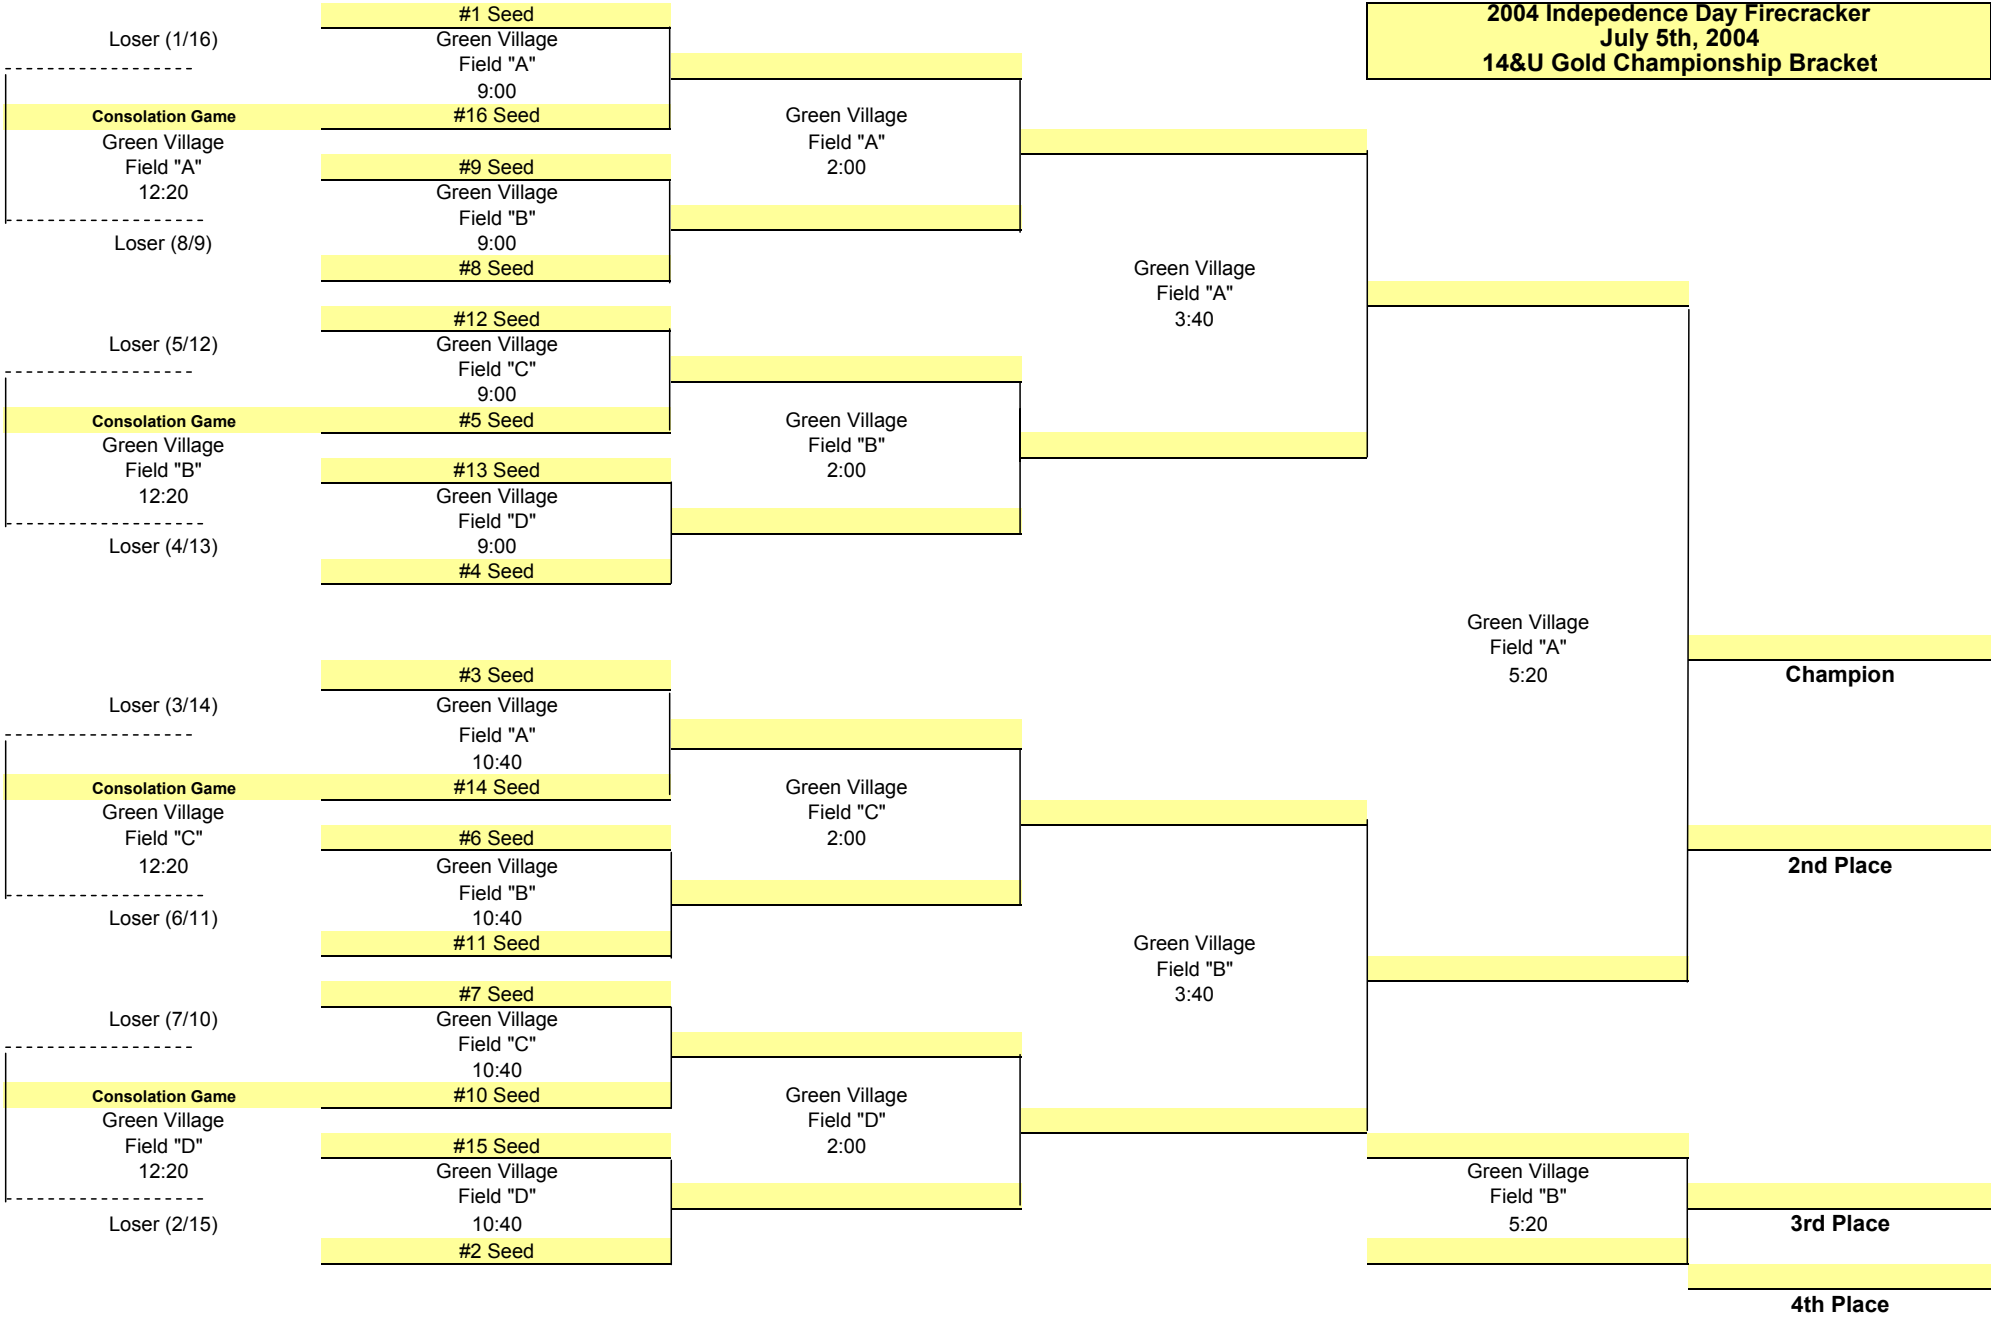 #1 Seed
2004 Indepedence Day Firecracker
July 5th, 2004
14&U Gold Championship Bracket
Loser (1/16)
Green Village
Field "A"
9:00
Consolation Game
#16 Seed
Green Village
Field "A"
12:20
Green Village
Field "A"
2:00
#9 Seed
Green Village
Field "B"
9:00
Loser (8/9)
#8 Seed
Green Village
Field "A"
3:40
#12 Seed
Loser (5/12)
Green Village
Field "C"
9:00
Consolation Game
#5 Seed
Green Village
Field "B"
12:20
Green Village
Field "B"
2:00
#13 Seed
Green Village
Field "D"
9:00
Loser (4/13)
#4 Seed
Green Village
Field "A"
5:20
Champion
#3 Seed
Loser (3/14)
Green Village
Field "A"
10:40
Consolation Game
#14 Seed
Green Village
Field "C"
12:20
Green Village
Field "C"
2:00
#6 Seed
2nd Place
Green Village
Field "B"
10:40
Loser (6/11)
#11 Seed
Green Village
Field "B"
3:40
#7 Seed
Loser (7/10)
Green Village
Field "C"
10:40
Consolation Game
#10 Seed
Green Village
Field "D"
12:20
Green Village
Field "D"
2:00
#15 Seed
Green Village
Field "D"
10:40
Loser (2/15)
#2 Seed
Green Village
Field "B"
5:20
3rd Place
4th Place